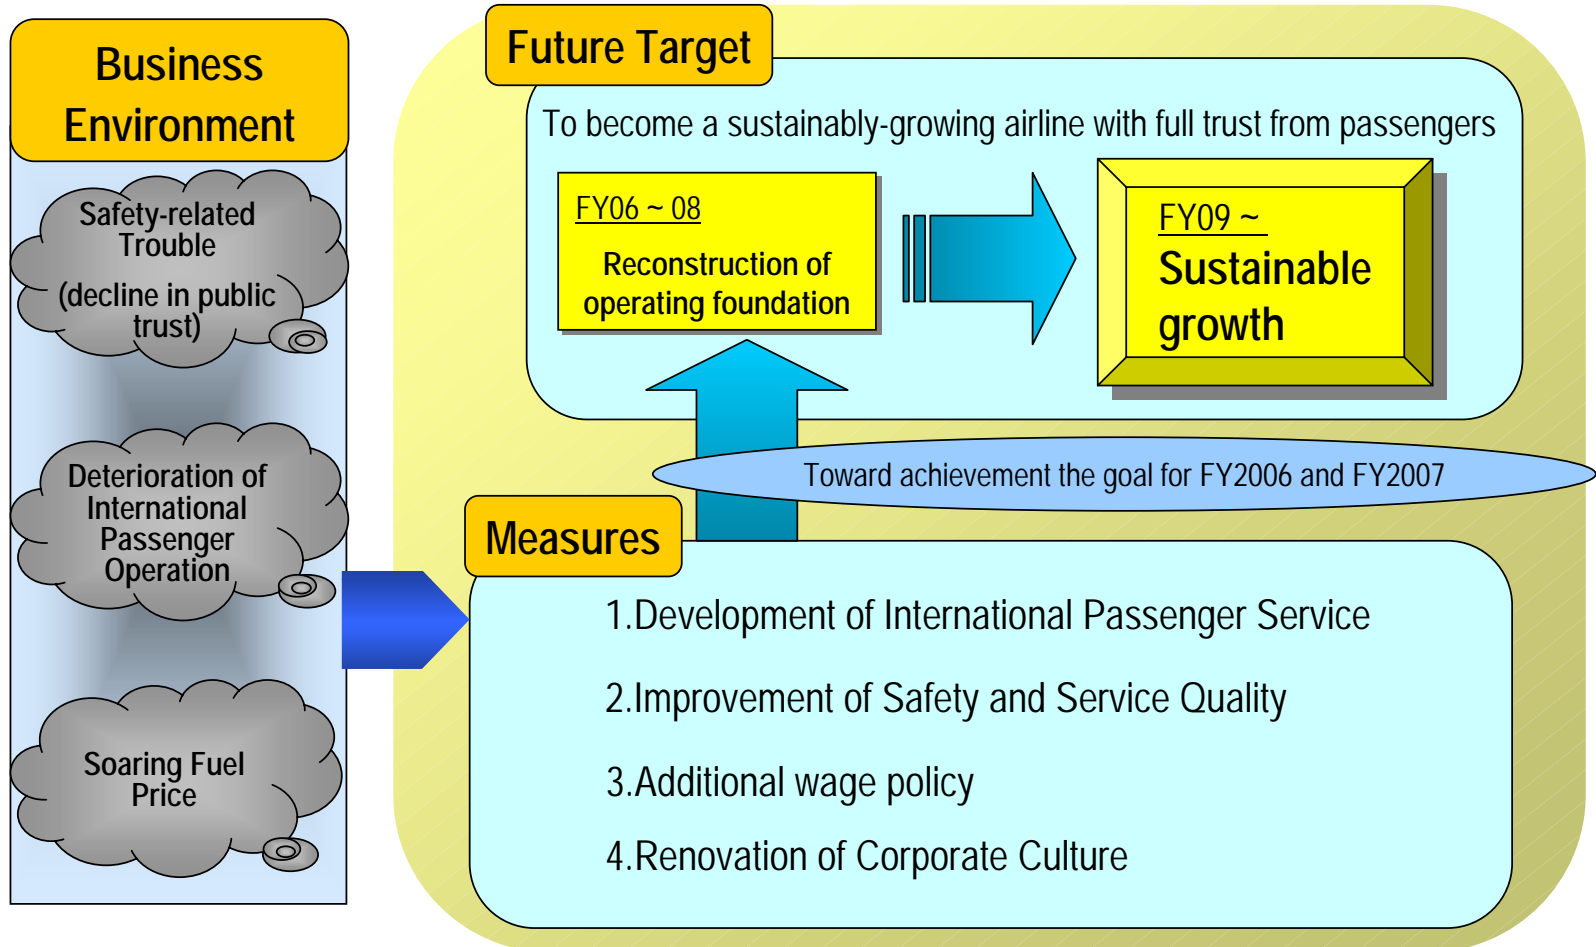 Business
Environment
Safety-related
Trouble
(decline in public
trust)
Deterioration of
International
Passenger
Operation
Soaring Fuel
Price
Future Target
To become a sustainably-growing airline with full trust from passengers
FY06 ~ 08
Reconstruction of
operating foundation
FY09 ~
Sustainable
growth
Toward achievement the goal for FY2006 and FY2007
Measures
1.Development of International Passenger Service
2.Improvement of Safety and Service Quality
3.Additional wage policy
4.Renovation of Corporate Culture